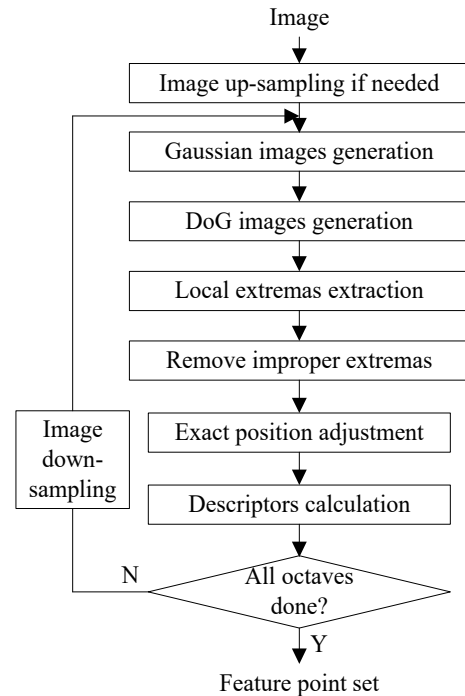 Image
Image up-sampling if needed
Gaussian images generation
DoG images generation
Local extremas extraction
Remove improper extremas
Exact position adjustment
Image
down-
sampling
Descriptors calculation
N
All octaves
done?
Y
Feature point set